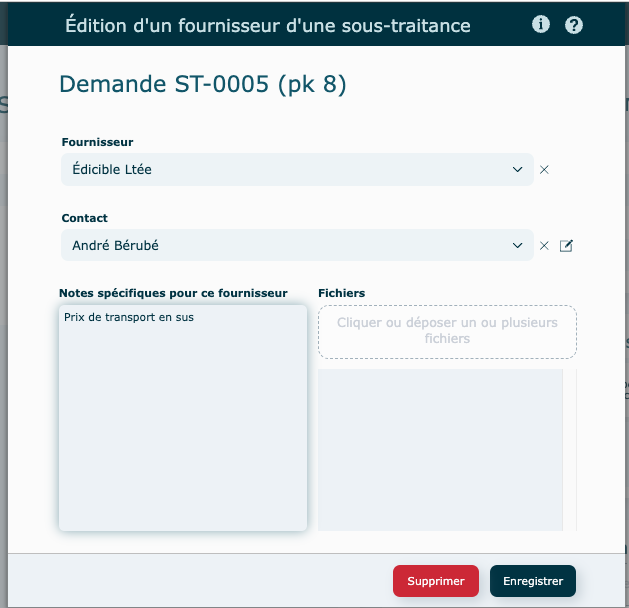 Édition d'un fournisseur d'une sous-traitance
Demande ST-0005 (pk 8)
Fournisseur
Édicible Ltée
Contact
André Bérubé
Notes spécifiques pour ce fournisseur
Prix de transport en sus
Fichiers
Cliquer ou déposer un ou plusieurs
fichiers
Supprimer
Enregistrer